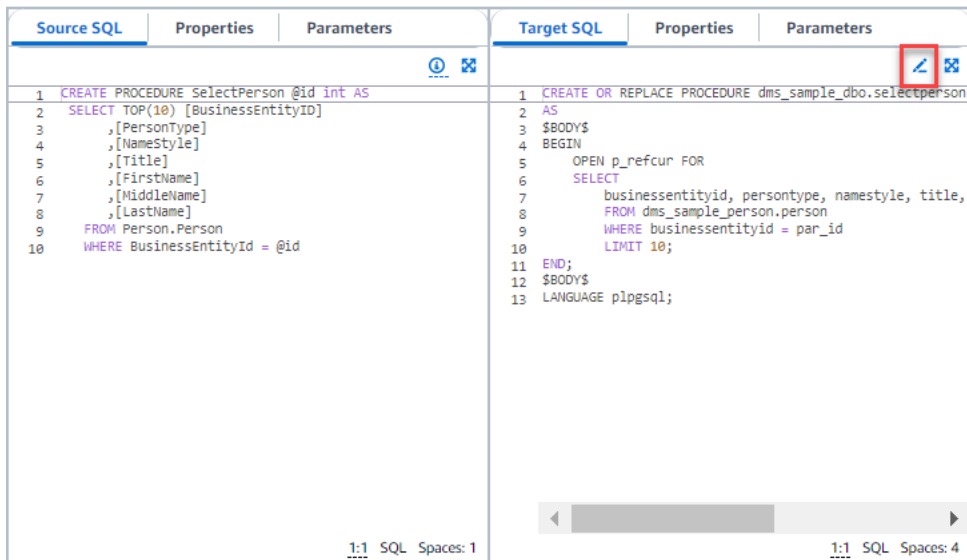 Source SQL Properties Parameters
1 CREATE PROCEDURE SelectPerson @id int AS
2 SELECT TOP(10) [BusinessEntityID]
3 ,[PersonType]
4 ,[NameStyle]
5 ,[Title]
6 ,[FirstName]
7 ,[MiddleName]
8 ,[LastName]
9 FROM Person.Person
10 WHERE BusinessEntityId = @id
1:1 SQL Spaces: 1
Target SQL Properties Parameters
1 CREATE OR REPLACE PROCEDURE dms_sample_dbo.selectperson
2 AS
3 $BODY$
4 BEGIN
5 OPEN p_refcur FOR
6 SELECT
7 businessentityid, persontype, namestyle, title,
8 FROM dms_sample_person.person
9 WHERE businessentityid = par_id
10 LIMIT 10;
11 END;
12 $BODY$
13 LANGUAGE plpgsql;
1:1 SQL Spaces: 4